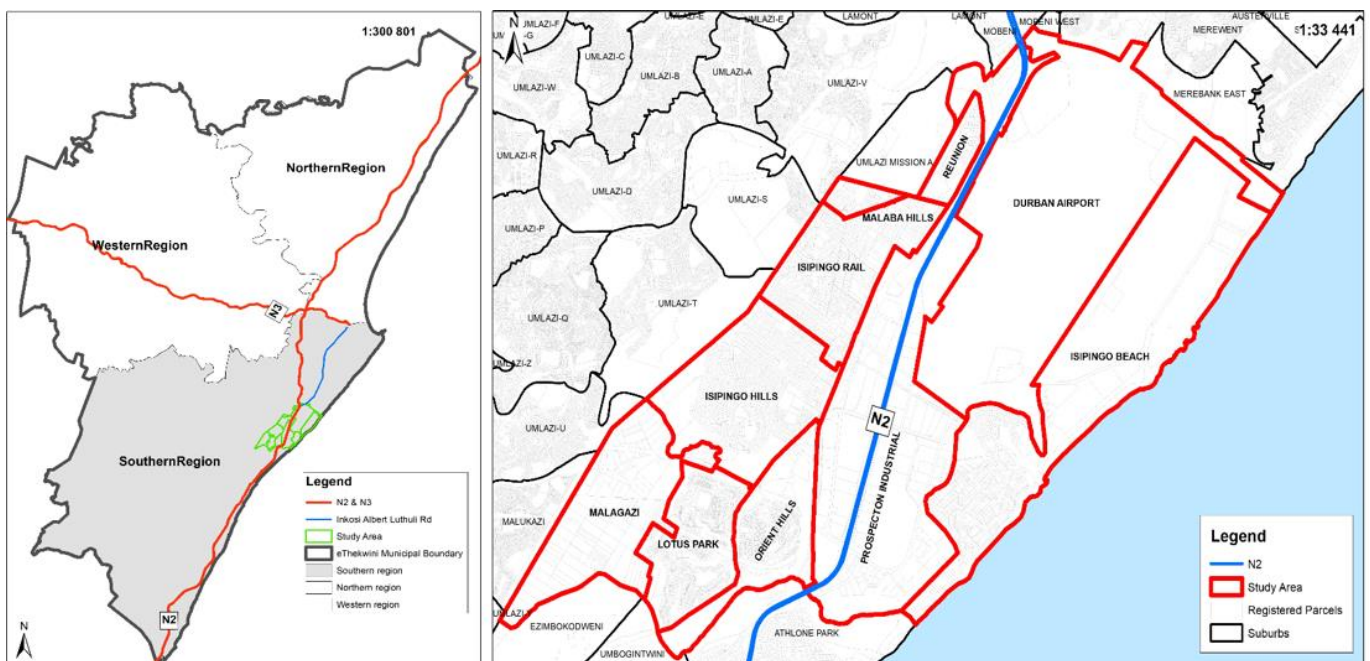 1:300 801
NorthernRegion
WesternRegion
N3
SouthernRegion
N2
N
Legend
N2 & N3
Inkosi Albert Luthuli Rd
Study Area
eThekwini Municipal Boundary
Southern region
Northern region
Western region
N
1:33 441
UMLAZI-F
UMLAZI-E
UMLAZI-E
LAMONT
LAMONT
MOBENI WEST
AUSTERVILLE
MOBENI
MEREWENT
UMLAZI-C
UMLAZI-B
UMLAZI-A
UMLAZI-V
UMLAZI-W
MEREBANK EAST
UMLAZI-R
UMLAZI MISSION A
REUNION
UMLAZI-D
UMLAZI-S
DURBAN AIRPORT
MALABA HILLS
UMLAZI-P
ISIPINGO RAIL
UMLAZI-T
UMLAZI-Q
UMLAZI-Z
ISIPINGO BEACH
ISIPINGO HILLS
N2
UMLAZI-U
PROSPECTON INDUSTRIAL
MALUKAZI
MALAGAZI
LOTUS PARK
ORIENT HILLS
EZIMBOKODWENI
ATHLONE PARK
UMBOGINTWINI
Legend
N2
Study Area
Registered Parcels
Suburbs